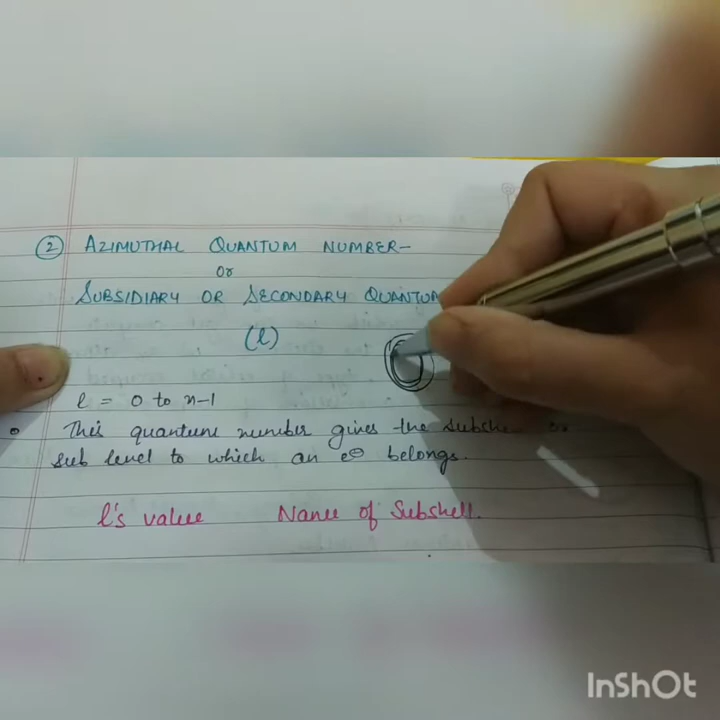 2 AZIMUTHAL QUANTUM NUMBER-
or
SUBSIDIARY OR SECONDARY
(l)
l = 0 to n-1
• This quantum number gives the or
sub level to which an e⊖ belongs.
l's value Name of Subshell.
InShOt